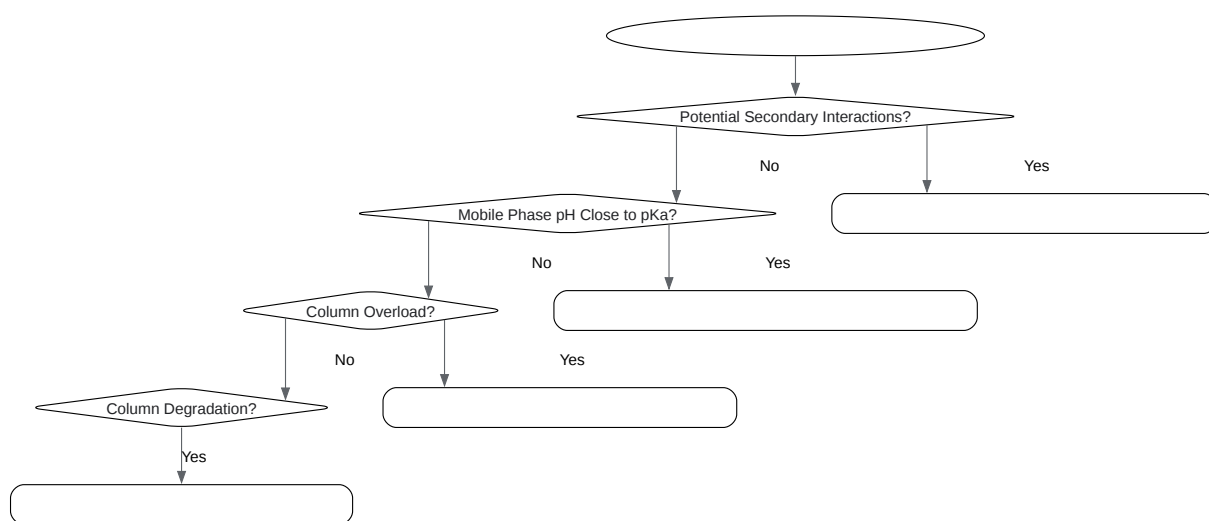 Potential Secondary Interactions?
No
Yes
Mobile Phase pH Close to pKa?
No
Yes
Column Overload?
No
Yes
Column Degradation?
Yes